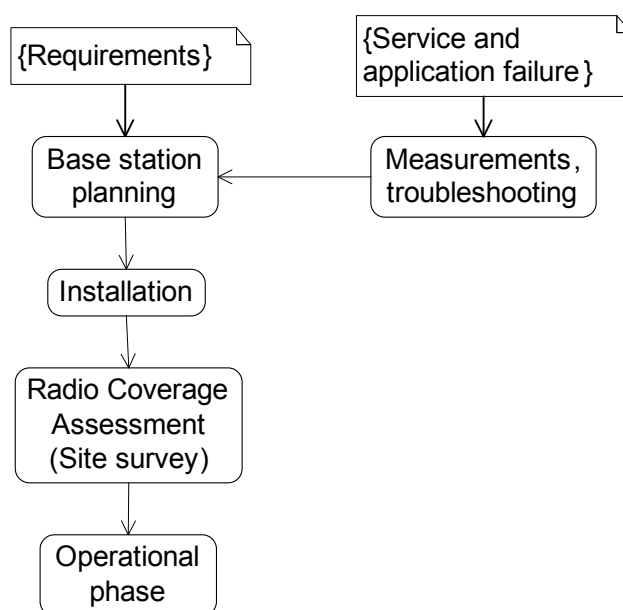 {Requirements}
{Service and
application failure}
Base station
planning
Measurements,
troubleshooting
Installation
Radio Coverage
Assessment
(Site survey)
Operational
phase